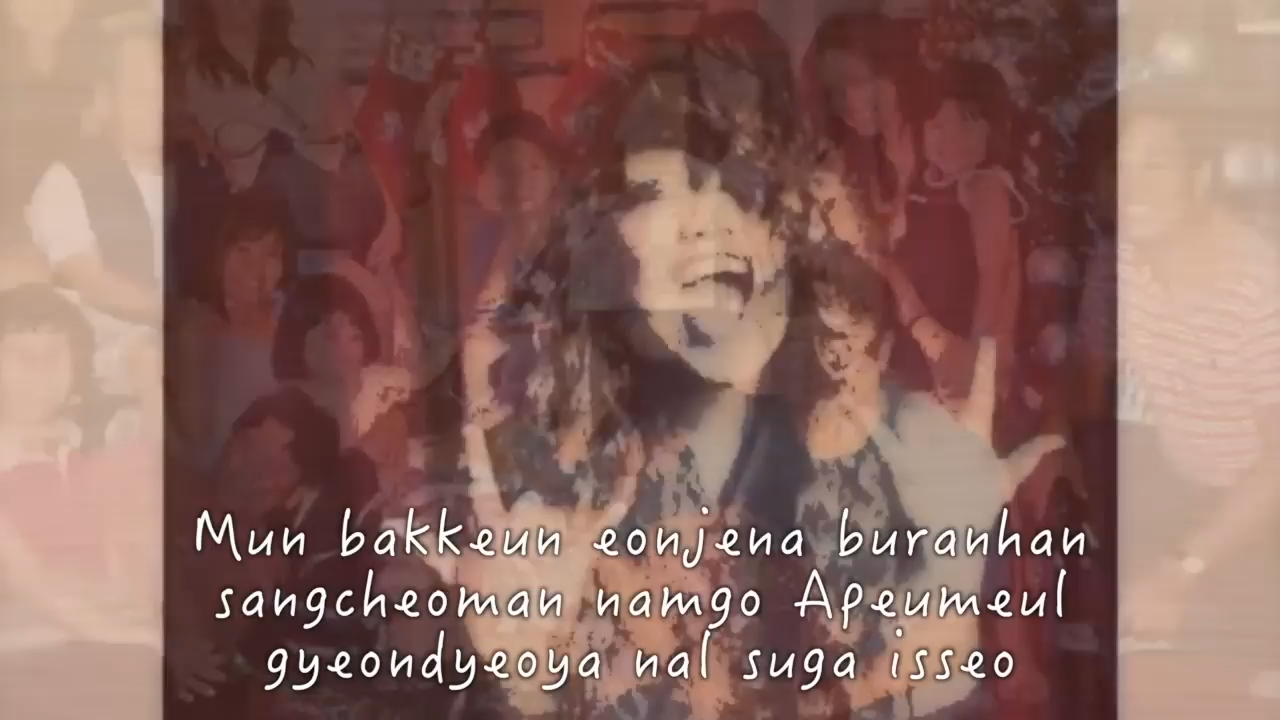 Mun bakkeun eonjena buranhan
sangcheoman namgo Apeumeul
gyeondyeoya nal suga isseo